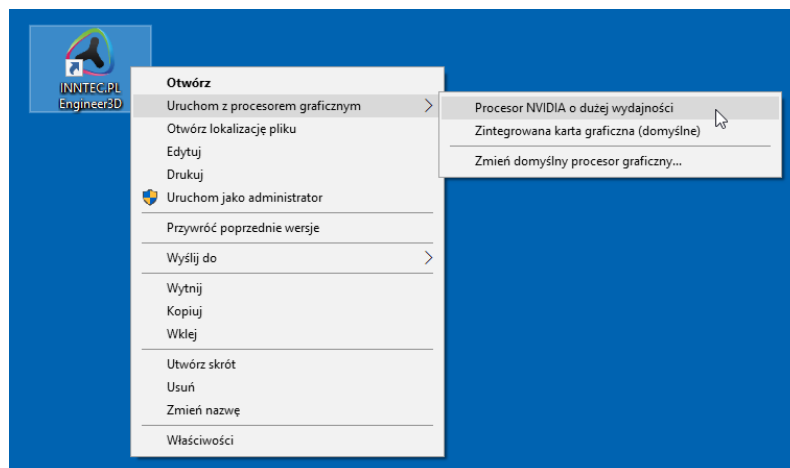 INNTEC.PL
Engineer3D
Otwórz
Uruchom z procesorem graficznym
Otwórz lokalizację pliku
Edytuj
Drukuj
Uruchom jako administrator
Przywróć poprzednie wersje
Wyślij do
Wytnij
Kopiuj
Wklej
Utwórz skrót
Usuń
Zmień nazwę
Właściwości
Procesor NVIDIA o dużej wydajności
Zintegrowana karta graficzna (domyślne)
Zmień domyślny procesor graficzny...